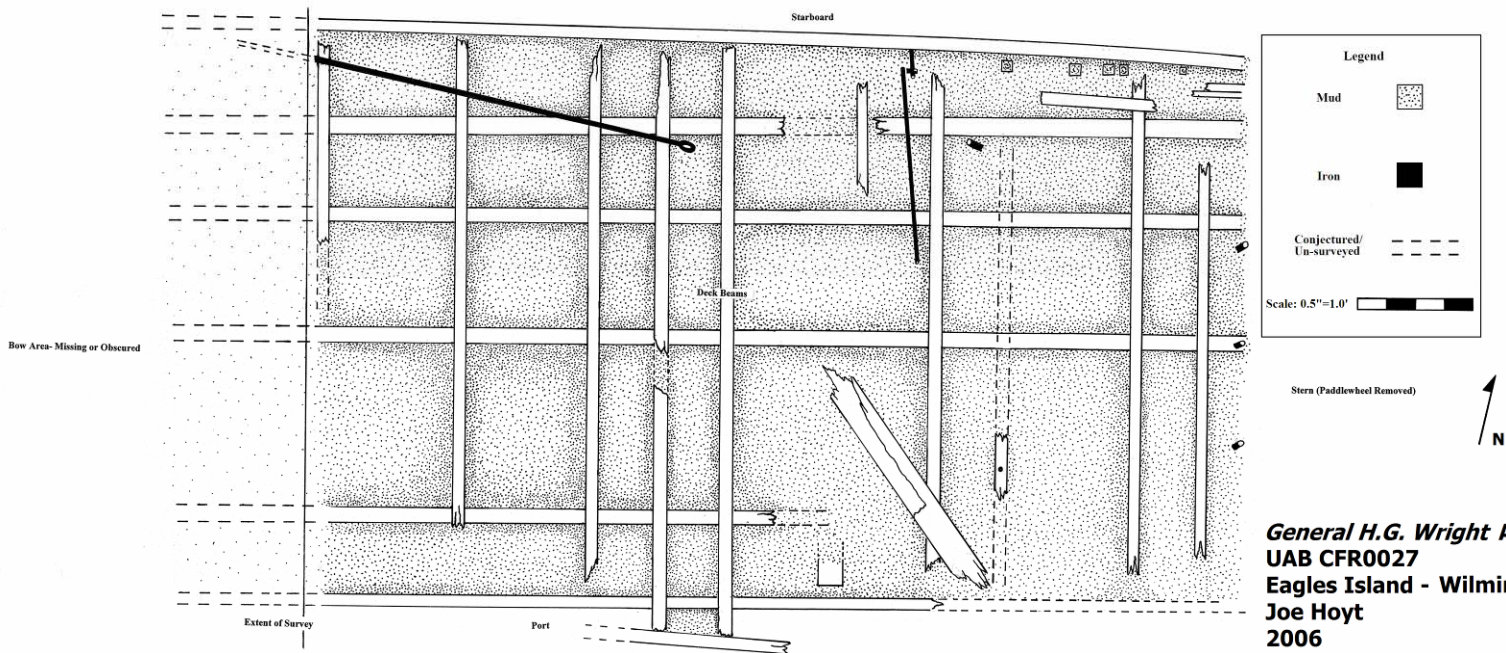 Starboard
Legend
Mud
Iron
Conjectured/
Un-surveyed
Scale: 0.5"=1.0'
Deck Beams
Bow Area- Missing or Obscured
Stern (Paddlewheel Removed)
N
General H.G. Wright
UAB CFR0027
Eagles Island - Wilmin
Joe Hoyt
2006
Extent of Survey
Port